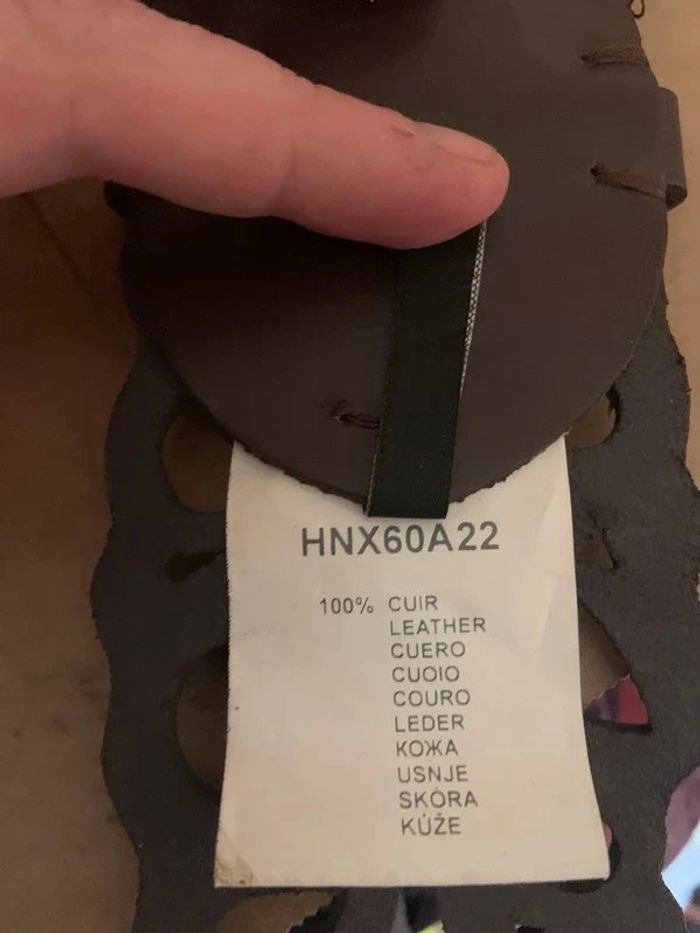 HNX60A22
100% CUIR
LEATHER
CUERO
CUOIO
COURO
LEDER
КОЖА
USNJE
SKÓRA
KŮŽE